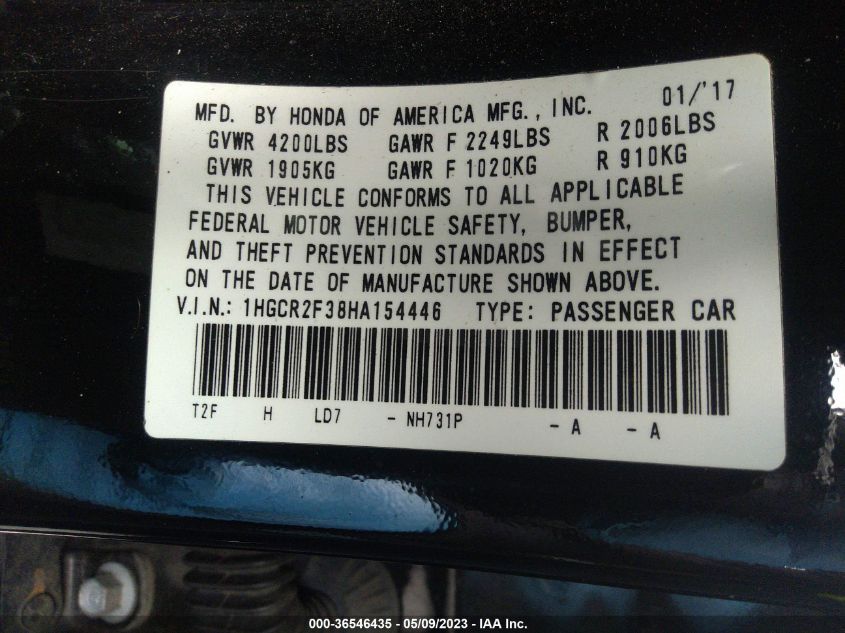 MFD. BY HONDA OF AMERICA MFG., INC. 01/'17
GVWR 4200LBS GAWR F 2249LBS R 2006LBS
GVWR 1905KG GAWR F 1020KG R 910KG
THIS VEHICLE CONFORMS TO ALL APPLICABLE
FEDERAL MOTOR VEHICLE SAFETY, BUMPER,
AND THEFT PREVENTION STANDARDS IN EFFECT
ON THE DATE OF MANUFACTURE SHOWN ABOVE.
V.I.N.: 1HGCR2F38HA154446 TYPE: PASSENGER CAR
T2F H LD7 - NH731P - A - A
000-36546435 - 05/09/2023 - IAA Inc.